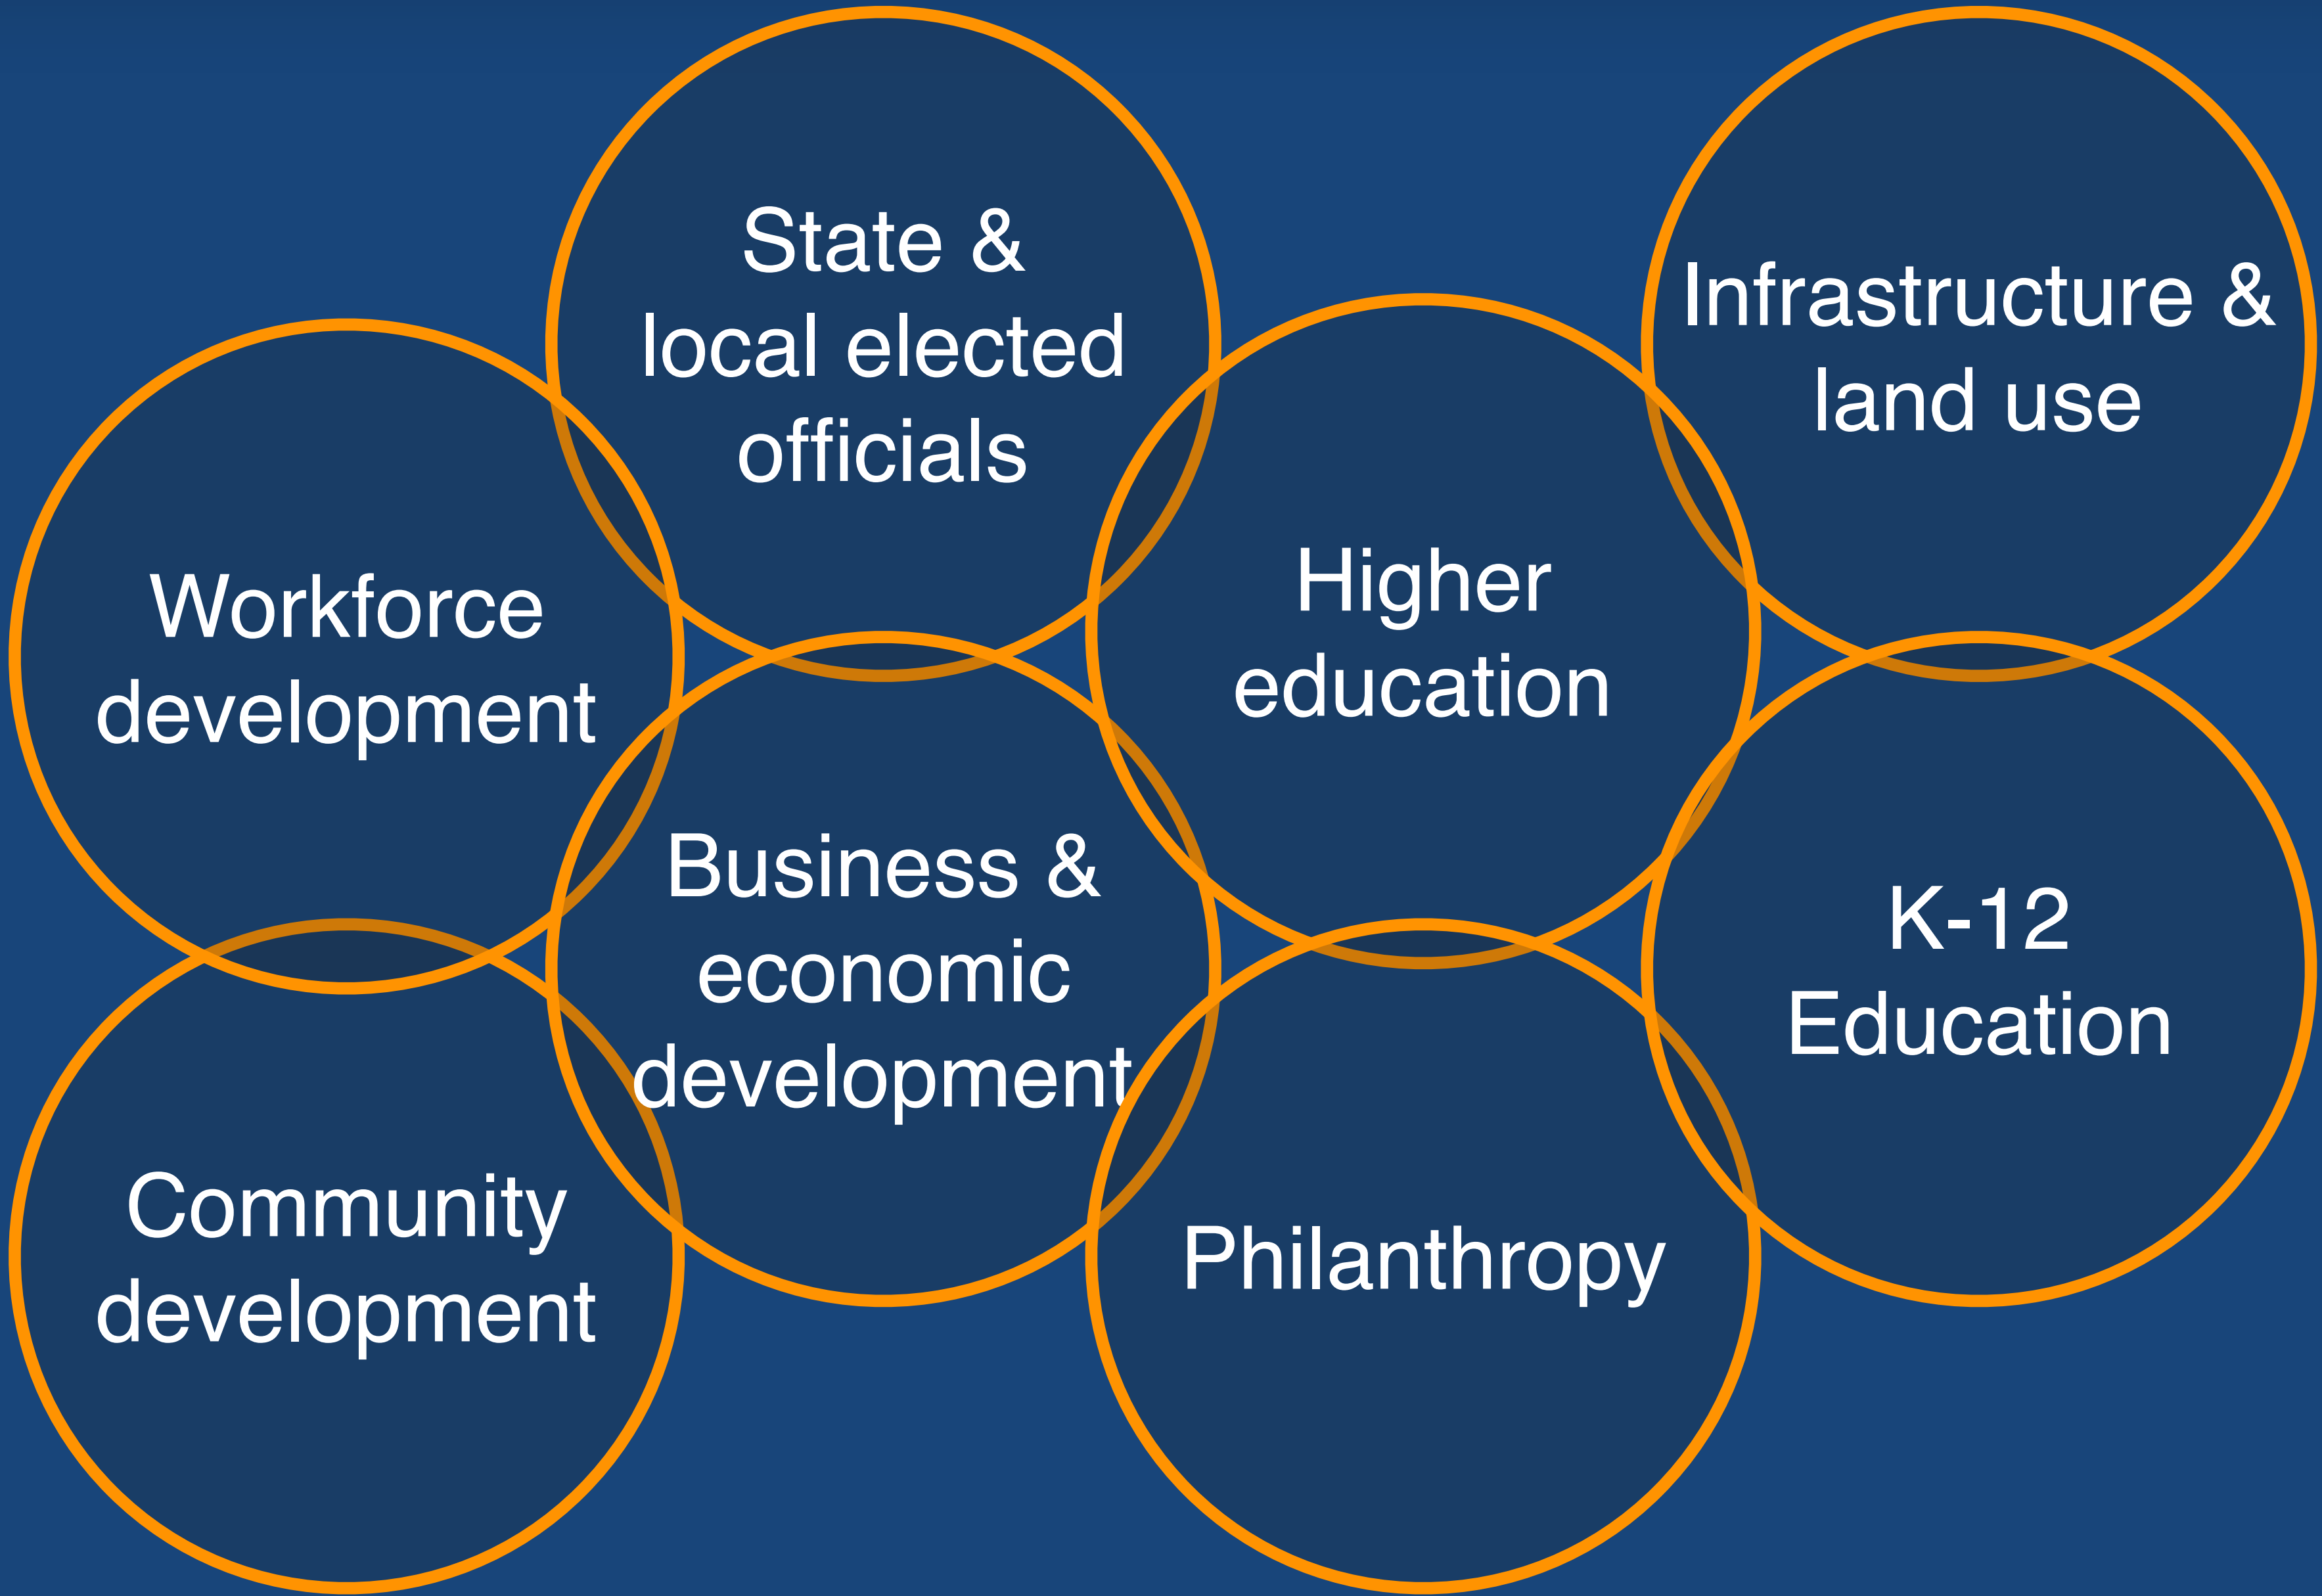 State &
local elected
officials
Infrastructure &
land use
Workforce
development
Higher
education
Business &
economic
development
K-12
Education
Community
development
Philanthropy